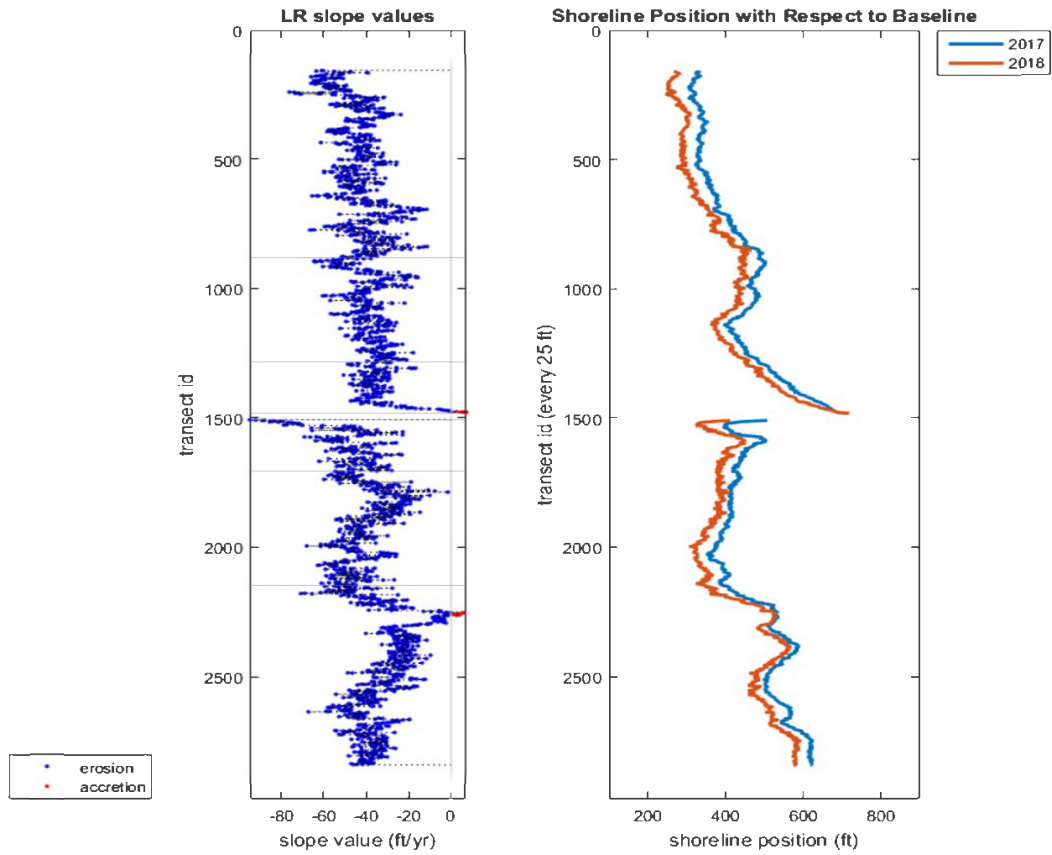 LR slope values
Shoreline Position with Respect to Baseline
0
500
1000
1500
2000
2500
transect id
-80 -60 -40 -20 0
slope value (ft/yr)
erosion
accretion
0
500
1000
1500
2000
2500
transect id (every 25 ft)
200 400 600 800
shoreline position (ft)
2017
2018